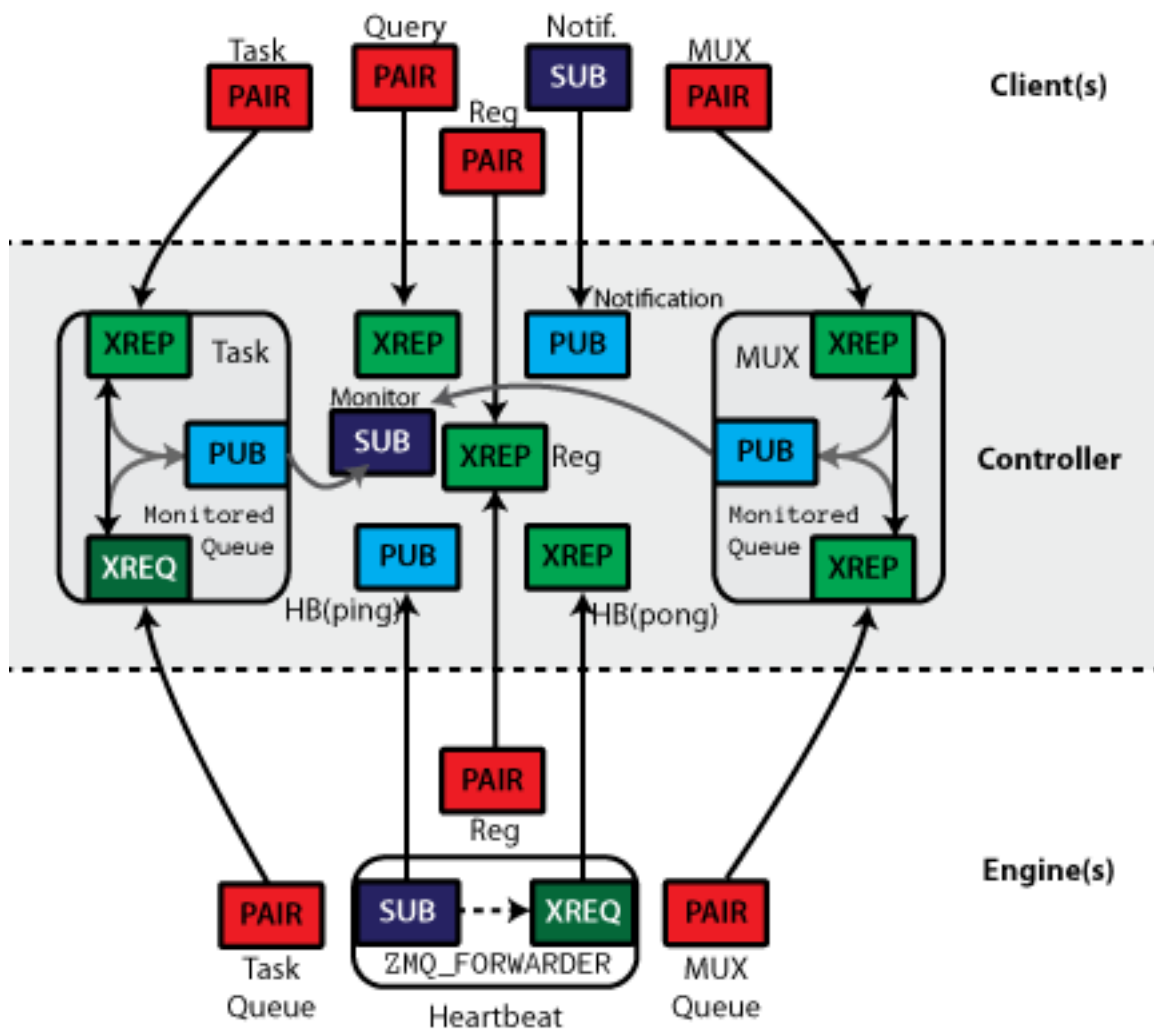 Query
Notif.
Task
MUX
PAIR
SUB
PAIR
PAIR
Client(s)
Reg
PAIR
Notification
XREP
Task
XREP
PUB
MUX
XREP
Monitor
SUB
PUB
XREP
Reg
PUB
Controller
Monitored
Queue
Monitored
Queue
XREQ
PUB
XREP
XREP
HB(ping)
HB(pong)
PAIR
Reg
Engine(s)
PAIR
SUB
XREQ
PAIR
ZMQ_FORWARDER
Task
Queue
MUX
Queue
Heartbeat